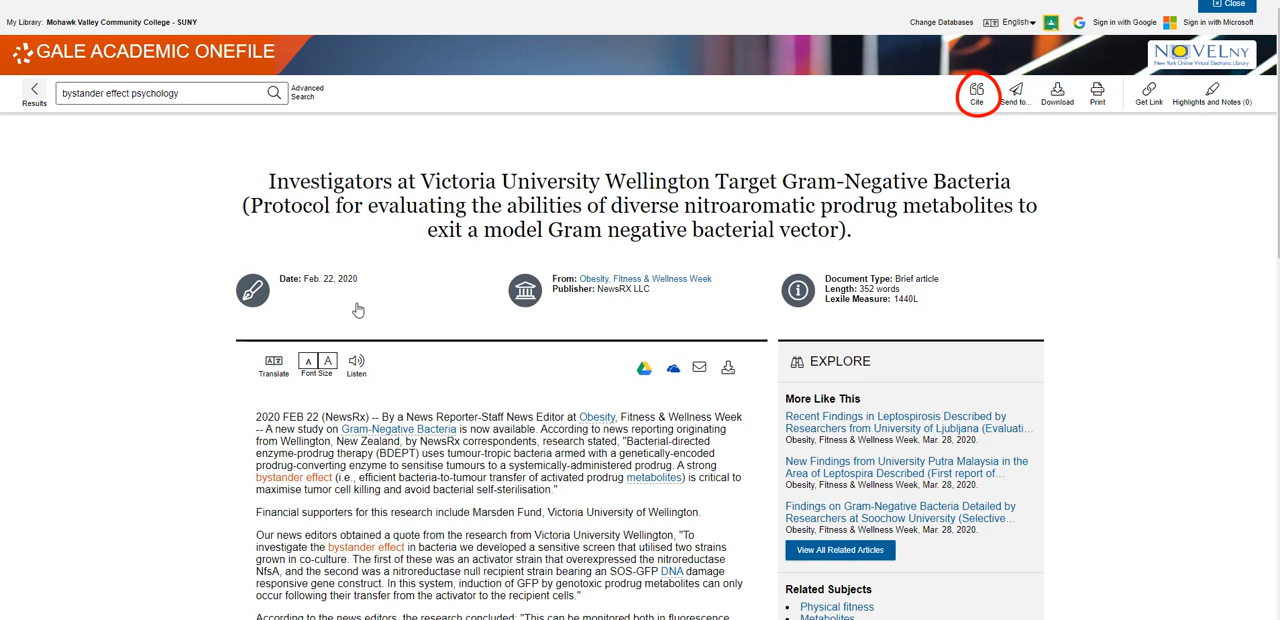 Close
My Library: Mohawk Valley Community College - SUNY
Change Databases
English
Sign in with Google
Sign in with Microsoft
GALE ACADEMIC ONEFILE
NOVELNY
New York Online Virtual Electronic Library
Results
bystander effect psychology
Advanced
Search
Cite
Send to...
Download
Print
Get Link
Highlights and Notes (0)
Investigators at Victoria University Wellington Target Gram-Negative Bacteria
(Protocol for evaluating the abilities of diverse nitroaromatic prodrug metabolites to
exit a model Gram negative bacterial vector).
Date: Feb. 22, 2020
From: Obesity, Fitness & Wellness Week
Publisher: NewsRX LLC
Document Type: Brief article
Length: 352 words
Lexile Measure: 1440L
Translate
A A
Font Size
Listen
2020 FEB 22 (NewsRx) -- By a News Reporter-Staff News Editor at Obesity, Fitness & Wellness Week
-- A new study on Gram-Negative Bacteria is now available. According to news reporting originating
from Wellington, New Zealand, by NewsRx correspondents, research stated, "Bacterial-directed
enzyme-prodrug therapy (BDEPT) uses tumour-tropic bacteria armed with a genetically-encoded
prodrug-converting enzyme to sensitise tumours to a systemically-administered prodrug. A strong
bystander effect (i.e., efficient bacteria-to-tumour transfer of activated prodrug metabolites) is critical to
maximise tumor cell killing and avoid bacterial self-sterilisation."
Financial supporters for this research include Marsden Fund, Victoria University of Wellington.
Our news editors obtained a quote from the research from Victoria University Wellington, "To
investigate the bystander effect in bacteria we developed a sensitive screen that utilised two strains
grown in co-culture. The first of these was an activator strain that overexpressed the nitroreductase
NfsA, and the second was a nitroreductase null recipient strain bearing an SOS-GFP DNA damage
responsive gene construct. In this system, induction of GFP by genotoxic prodrug metabolites can only
occur following their transfer from the activator to the recipient cells."
According to the news editors, the research concluded: "This can be monitored both in fluorescence
EXPLORE
More Like This
Recent Findings in Leptospirosis Described by
Researchers from University of Ljubljana (Evaluati...
Obesity, Fitness & Wellness Week, Mar. 28, 2020.
New Findings from University Putra Malaysia in the
Area of Leptospira Described (First report of...
Obesity, Fitness & Wellness Week, Mar. 28, 2020.
Findings on Gram-Negative Bacteria Detailed by
Researchers at Soochow University (Selective...
Obesity, Fitness & Wellness Week, Mar. 28, 2020.
View All Related Articles
Related Subjects
• Physical fitness
• Metabolites